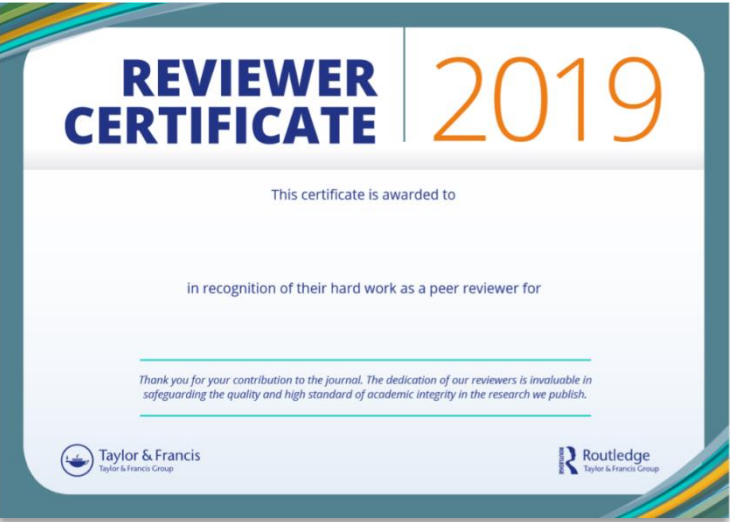 REVIEWER
CERTIFICATE
2019
This certificate is awarded to
in recognition of their hard work as a peer reviewer for
Thank you for your contribution to the journal. The dedication of our reviewers is invaluable in
safeguarding the quality and high standard of academic integrity in the research we publish.
Taylor & Francis
Taylor & Francis Group
ROUTLEDGE
Routledge
Taylor & Francis Group